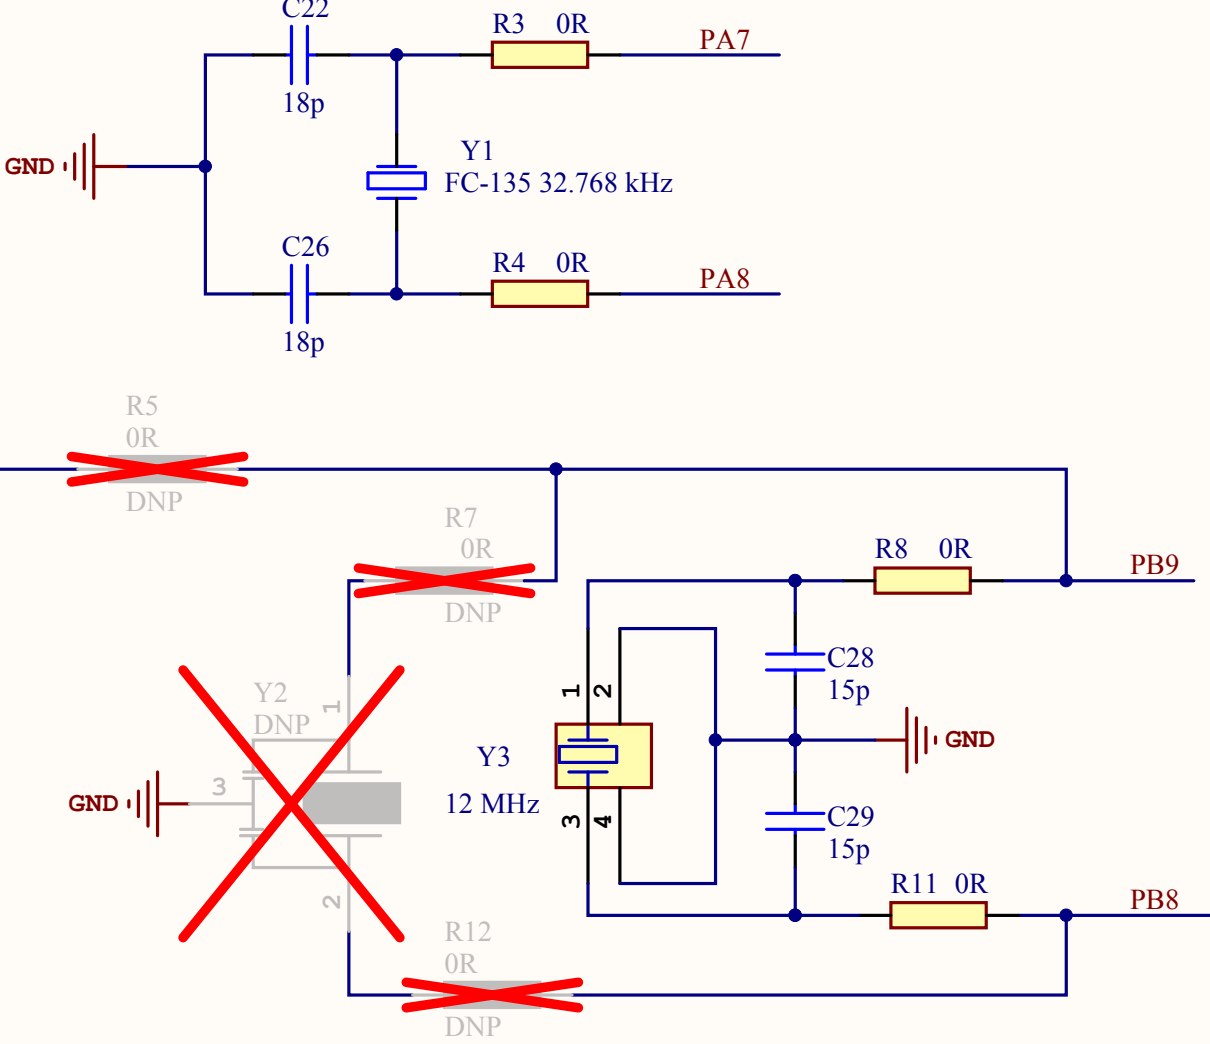 C22
18p
R3 0R
PA7
GND
Y1
FC-135 32.768 kHz
C26
18p
R4 0R
PA8
R5
0R
DNP
R7
0R
DNP
R8 0R
PB9
C28
15p
1 2
Y2
DNP
1
3
GND
2
Y3
12 MHz
3 4
GND
C29
15p
R11 0R
PB8
R12
0R
DNP